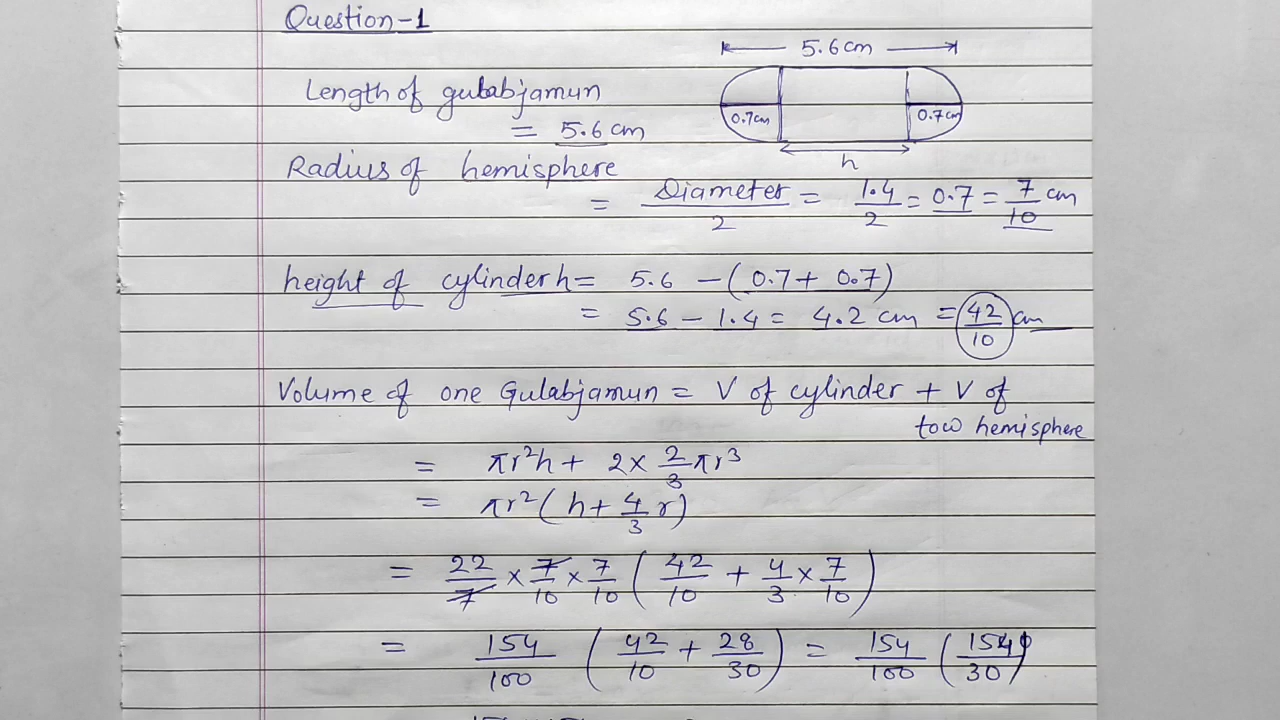 Question-1
5.6cm
Length of gulabjamun
0.7cm 0.7cm
= 5.6 cm
h
Radius of hemisphere
= Diameter/2 = 1.4/2 = 0.7 = 7/10 cm
height of cylinder h = 5.6 - (0.7 + 0.7)
= 5.6 - 1.4 = 4.2 cm = 42/10 cm
Volume of one Gulabjamun = V of cylinder + V of
tow hemisphere
= πr²h + 2 × 2/3 πr³
= πr² (h + 4/3 r)
= 22/7 × 7/10 × 7/10 (42/10 + 4/3 × 7/10)
= 154/100 (42/10 + 28/30) = 154/100 (154/30)